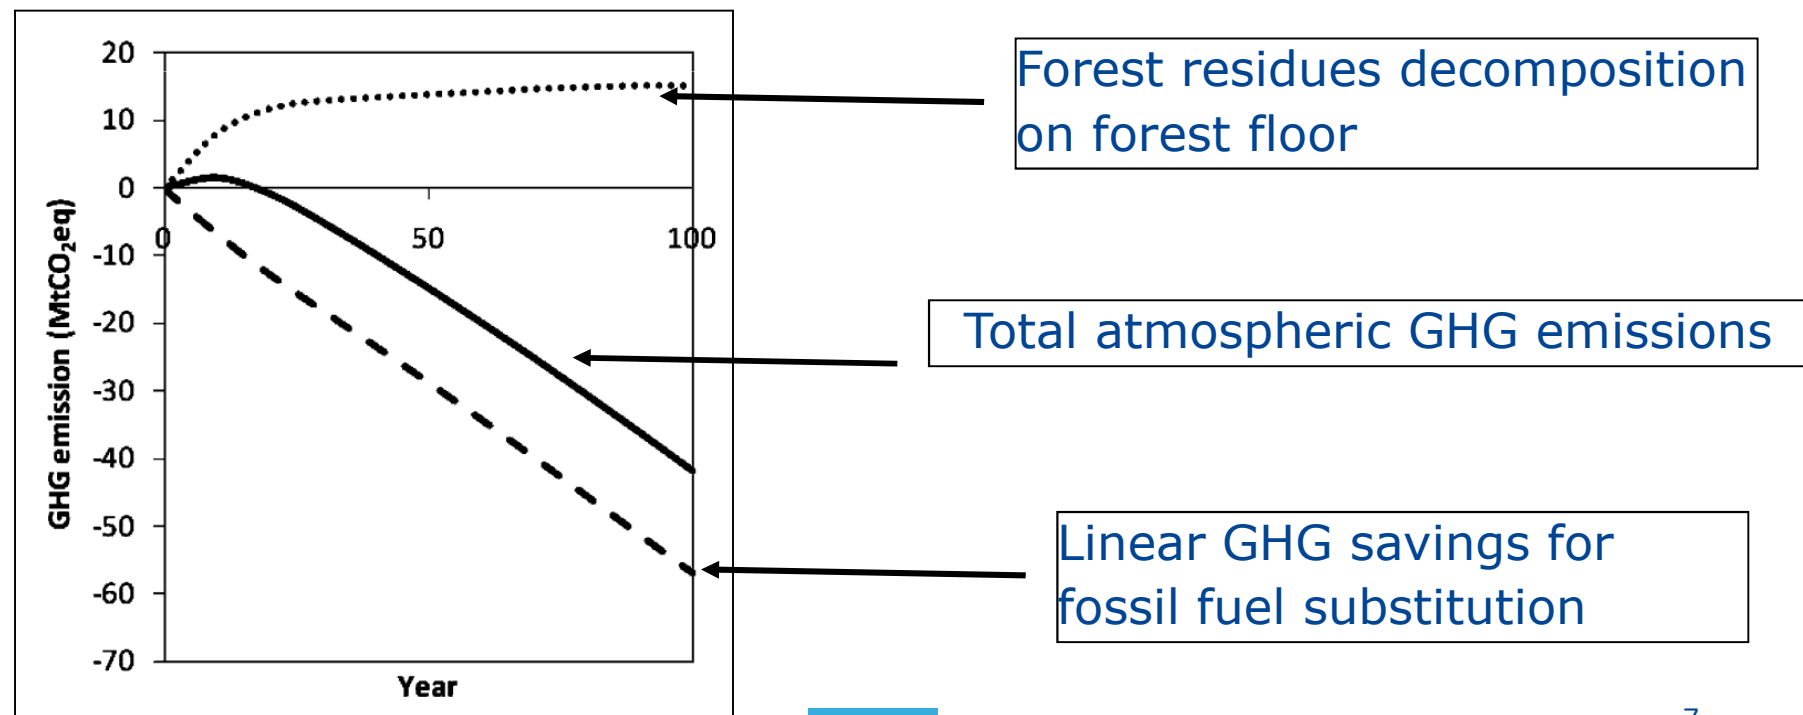 20
10
0
-10
-20
-30
-40
-50
-60
-70
0
50
100
GHG emission (MtCO₂eq)
Year
Forest residues decomposition
on forest floor
Total atmospheric GHG emissions
Linear GHG savings for
fossil fuel substitution
7